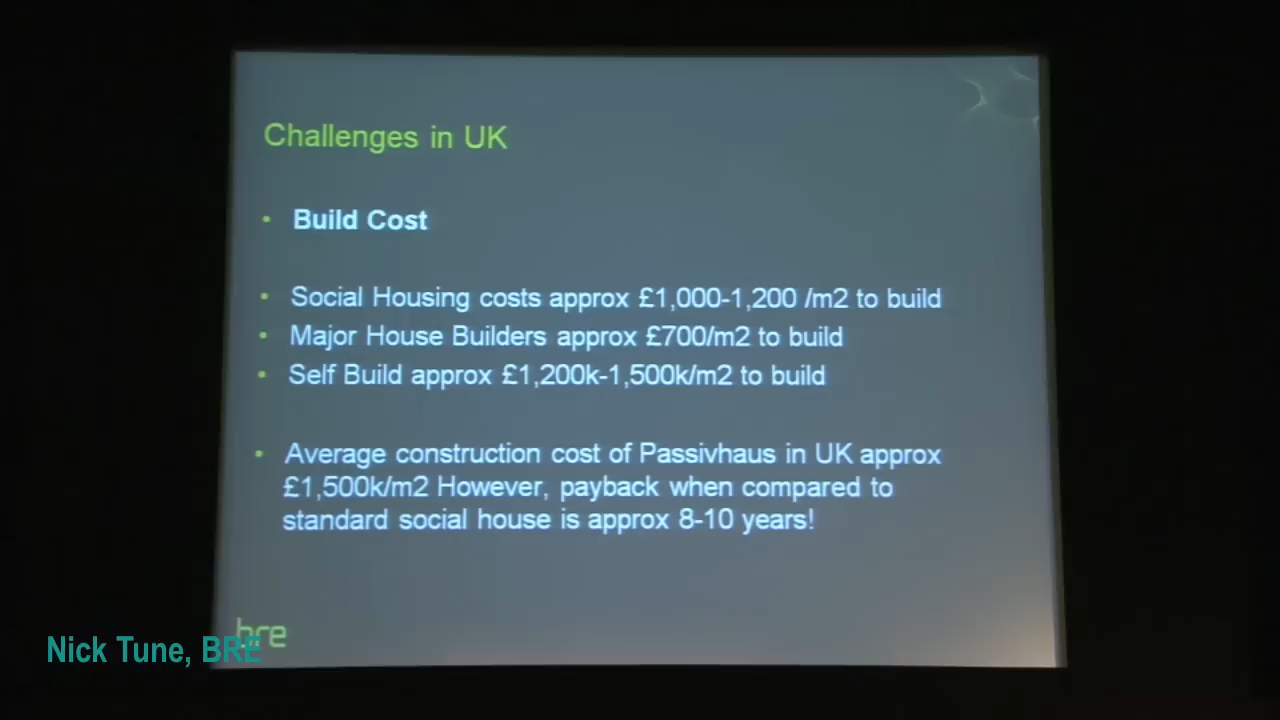 Challenges in UK
• Build Cost
• Social Housing costs approx £1,000-1,200 /m2 to build
• Major House Builders approx £700/m2 to build
• Self Build approx £1,200k-1,500k/m2 to build
• Average construction cost of Passivhaus in UK approx
£1,500k/m2 However, payback when compared to
standard social house is approx 8-10 years!
bre
Nick Tune, BRE